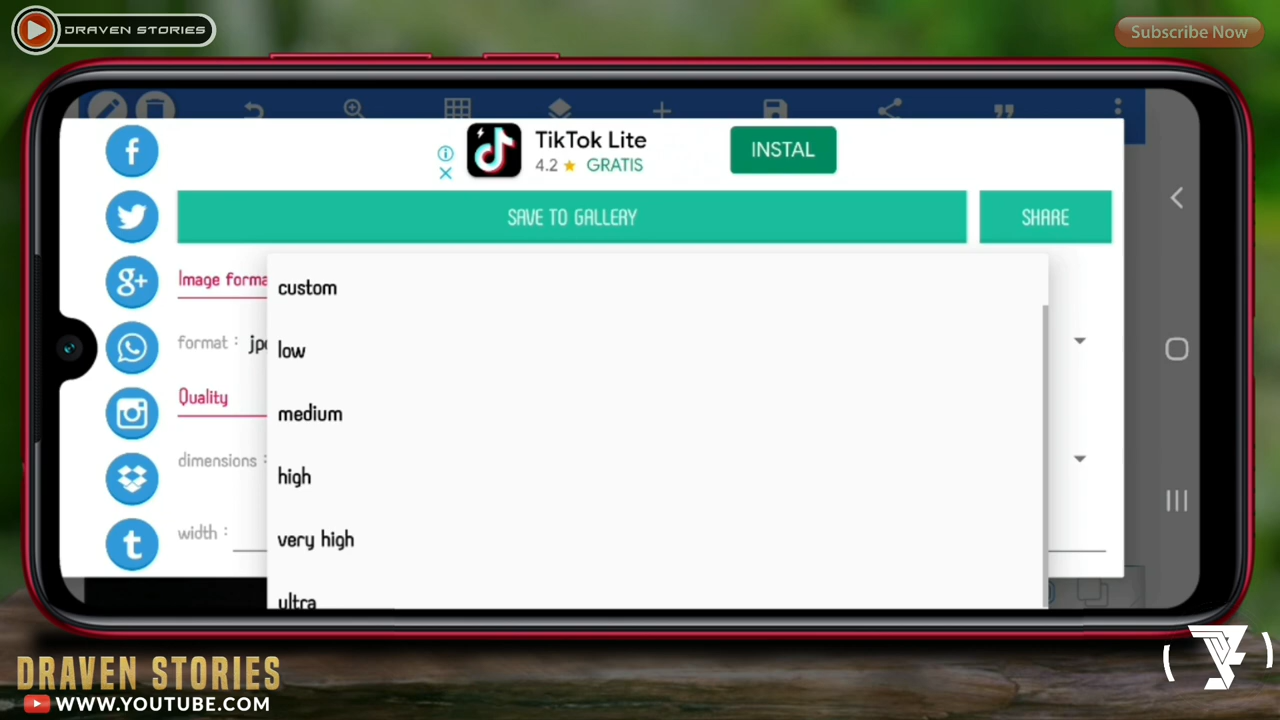 DRAVEN STORIES
Subscribe Now
TikTok Lite
4.2 ★ GRATIS
INSTAL
SAVE TO GALLERY
SHARE
Image forma
format :
custom
low
medium
high
very high
ultra
Quality
dimensions :
width :
DRAVEN STORIES
WWW.YOUTUBE.COM